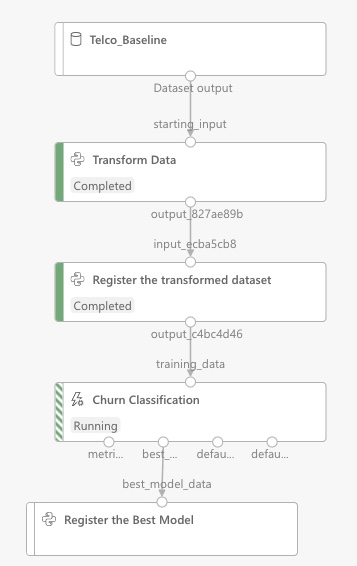 Telco_Baseline
Dataset output
starting_input
Transform Data
Completed
output_827ae89b
input_ecba5cb8
Register the transformed dataset
Completed
output_c4bc4d46
training_data
Churn Classification
Running
metri... best_... defau... defau...
best_model_data
Register the Best Model